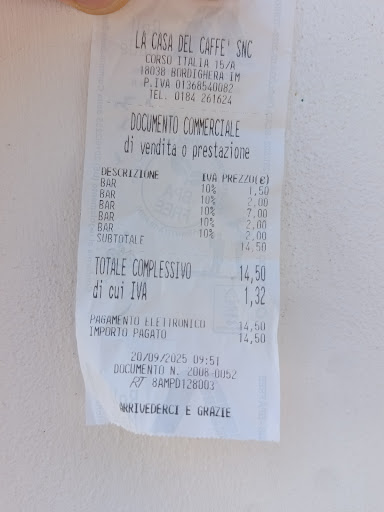 LA CASA DEL CAFFE' SNC
CORSO ITALIA 15/A
18038 BORDIGHERA IM
P.IVA 01368540082
TEL. 0184 261624
DOCUMENTO COMMERCIALE
di vendita o prestazione
DESCRIZIONE IVA PREZZO(€)
BAR 10% 1,50
BAR 10% 2,00
BAR 10% 7,00
BAR 10% 2,00
BAR 10% 2,00
SUBTOTALE 14,50
TOTALE COMPLESSIVO 14,50
di cui IVA 1,32
PAGAMENTO ELETTRONICO 14,50
IMPORTO PAGATO 14,50
20/09/2025 09:51
DOCUMENTO N. 2008-0052
RT 8AMPD128003
ARRIVEDERCI E GRAZIE